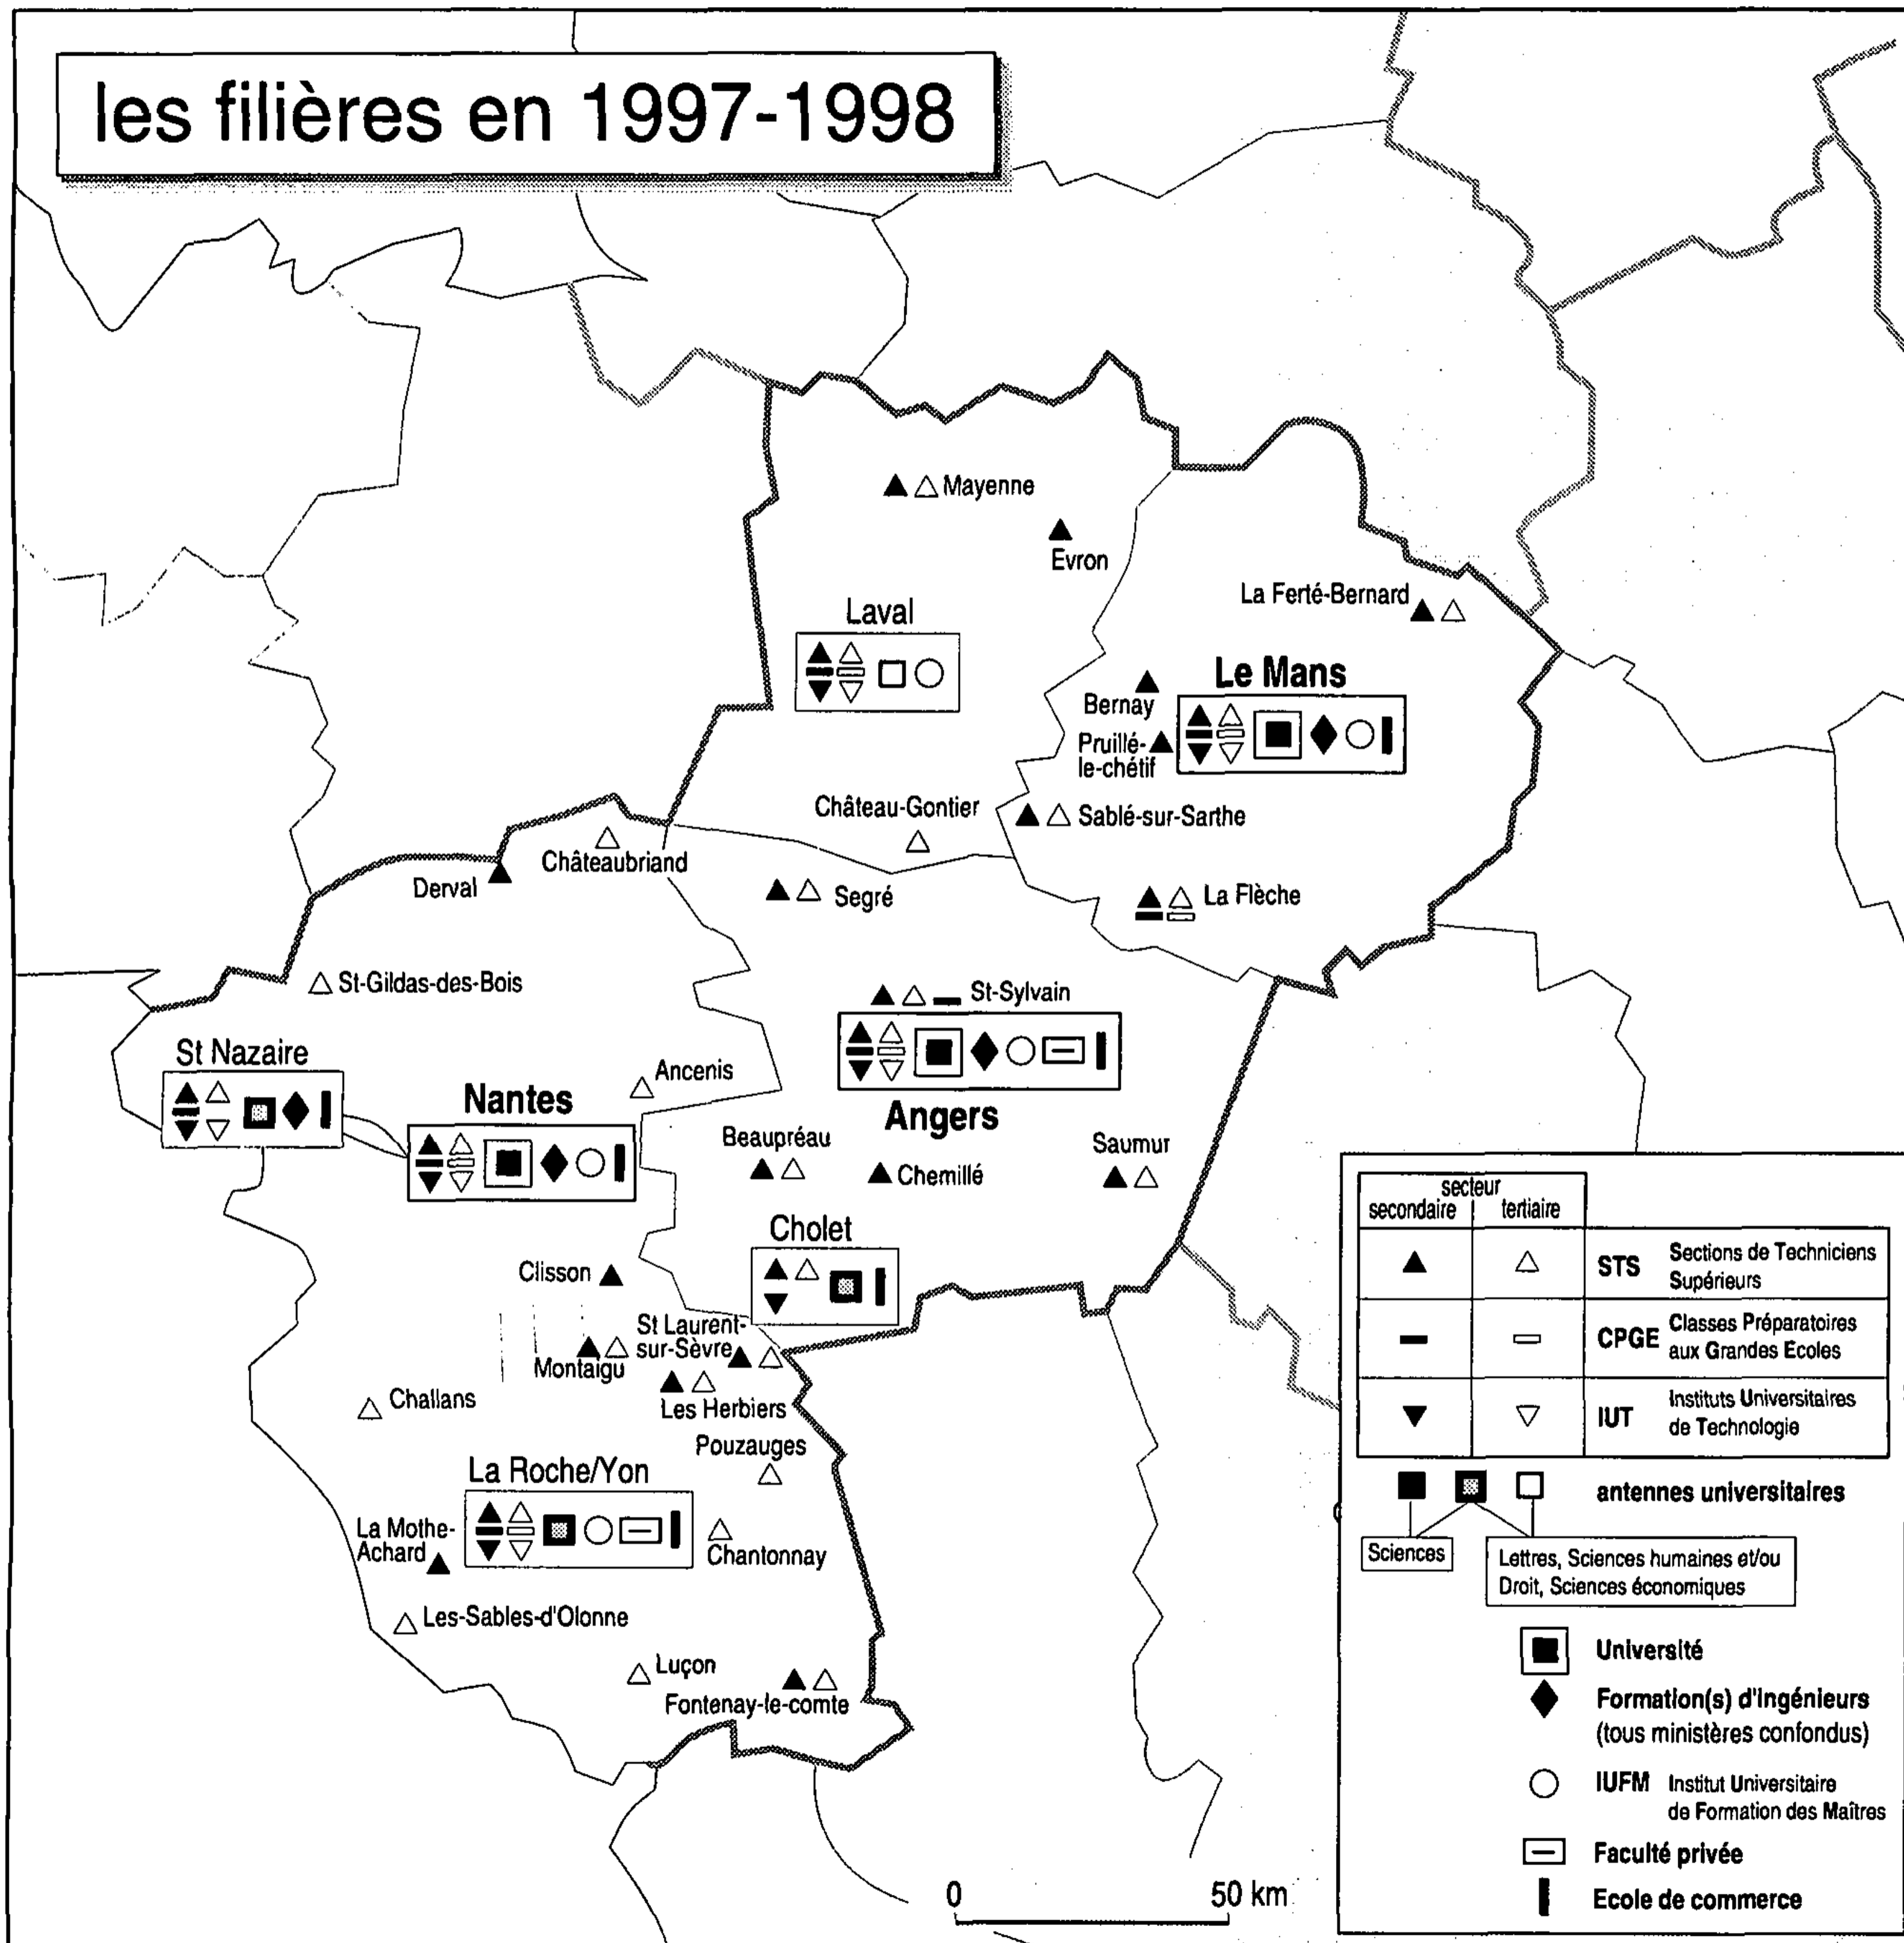 les filières en 1997-1998
Mayenne
Evron
La Ferté-Bernard
Laval
Le Mans
Bernay
Pruillé-
le-chétif
Château-Gontier
Sablé-sur-Sarthe
Châteaubriand
Derval
Segré
La Flèche
St-Gildas-des-Bois
St-Sylvain
St Nazaire
Ancenis
Nantes
Angers
Beaupréau
Chemillé
Saumur
Cholet
Clisson
St Laurent-
sur-Sèvre
Montaigu
Challans
Les Herbiers
Pouzauges
La Roche/Yon
La Mothe-
Achard
Chantonnay
Les-Sables-d'Olonne
Luçon
Fontenay-le-comte
0 50 km
secteur
secondaire tertiaire
STS Sections de Techniciens
Supérieurs
CPGE Classes Préparatoires
aux Grandes Ecoles
IUT Instituts Universitaires
de Technologie
antennes universitaires
Sciences
Lettres, Sciences humaines et/ou
Droit, Sciences économiques
Université
Formation(s) d'ingénieurs
(tous ministères confondus)
IUFM Institut Universitaire
de Formation des Maîtres
Faculté privée
Ecole de commerce